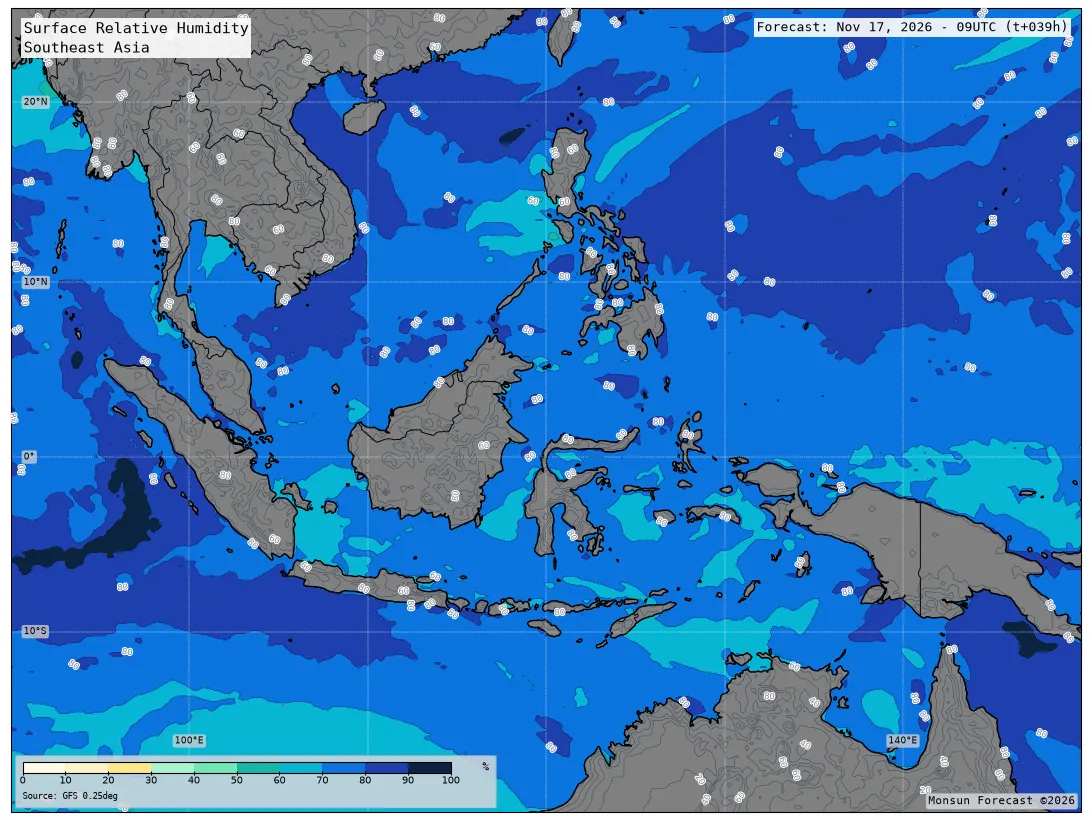 Surface Relative Humidity
Southeast Asia
Forecast: Nov 17, 2026 - 09UTC (t+039h)
20°N
10°N
0°
10°S
100°E
140°E
0 10 20 30 40 50 60 70 80 90 100
%
Source: GFS 0.25deg
Monsun Forecast ©2026